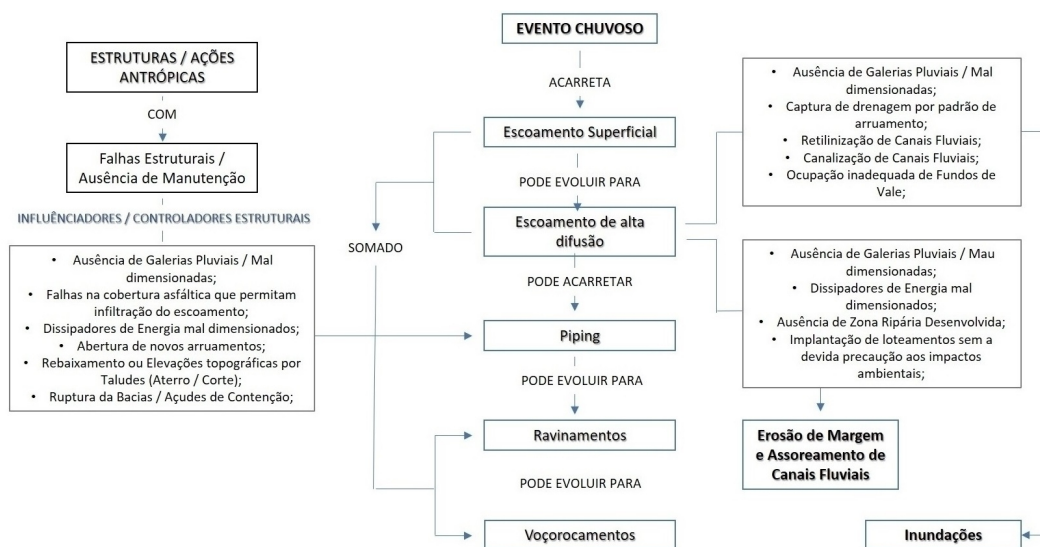 EVENTO CHUVOSO
ESTRUTURAS / AÇÕES
ANTRÓPICAS
ACARRETA
COM
Escoamento Superficial
Falhas Estruturais /
Ausência de Manutenção
PODE EVOLUIR PARA
INFLUÊNCIADORES / CONTROLADORES ESTRUTURAIS
Escoamento de alta
difusão
SOMADO
• Ausência de Galerias Pluviais / Mal
dimensionadas;
• Falhas na cobertura asfáltica que permitam
infiltração do escoamento;
• Dissipadores de Energia mal dimensionados;
• Abertura de novos arruamentos;
• Rebaixamento ou Elevações topográficas por
Taludes (Aterro / Corte);
• Ruptura da Bacias / Açudes de Contenção;
PODE ACARRETAR
Piping
PODE EVOLUIR PARA
Ravinamentos
PODE EVOLUIR PARA
Voçorocamentos
• Ausência de Galerias Pluviais / Mal
dimensionadas;
• Captura de drenagem por padrão de
arruamento;
• Retilinização de Canais Fluviais;
• Canalização de Canais Fluviais;
• Ocupação inadequada de Fundos de
Vale;
• Ausência de Galerias Pluviais / Mau
dimensionadas;
• Dissipadores de Energia mal
dimensionados;
• Ausência de Zona Ripária Desenvolvida;
• Implantação de loteamentos sem a
devida precaução aos impactos
ambientais;
Erosão de Margem
e Assoreamento de
Canais Fluviais
Inundações